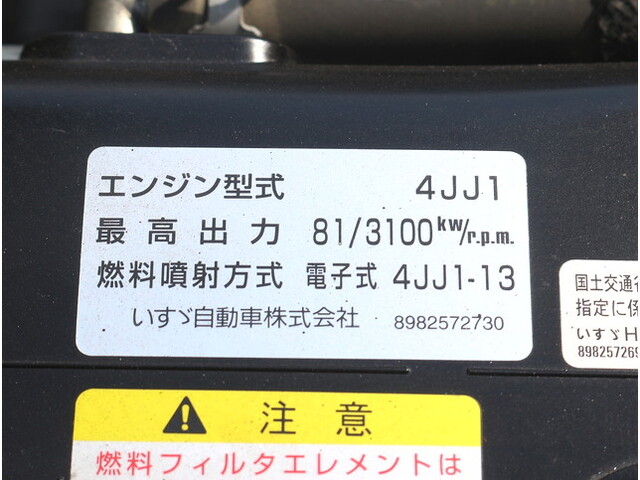 エンジン型式 4JJ1
最高出力 81/3100kw/r.p.m.
燃料噴射方式 電子式 4JJ1-13
いすゞ自動車株式会社 8982572730
国土交通省
指定に係
いすゞH
89825726
注意
燃料フィルタエレメントは